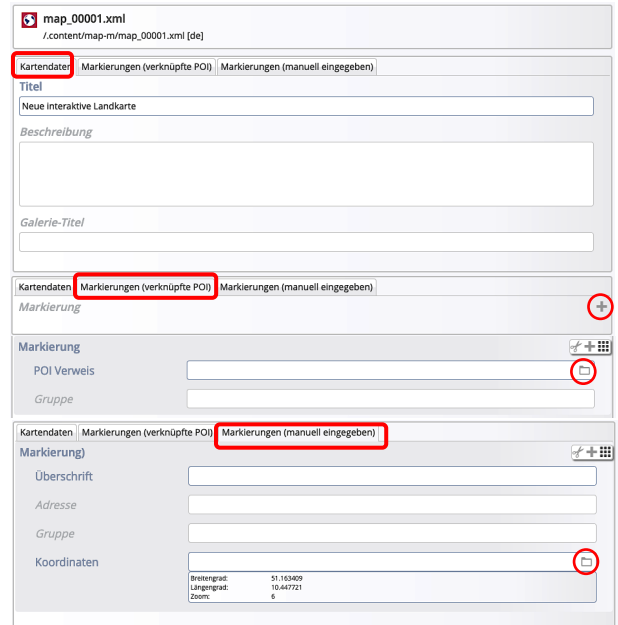 map_00001.xml
/.content/map-m/map_00001.xml [de]
Kartendaten Markierungen (verknüpfte POI) Markierungen (manuell eingegeben)
Titel
Neue interaktive Landkarte
Beschreibung
Galerie-Titel
Kartendaten Markierungen (verknüpfte POI) Markierungen (manuell eingegeben)
Markierung
Markierung
POI Verweis
Gruppe
Kartendaten Markierungen (verknüpfte POI) Markierungen (manuell eingegeben)
Markierung)
Überschrift
Adresse
Gruppe
Koordinaten
Breitengrad: 51.163409
Längengrad: 10.447721
Zoom: 6